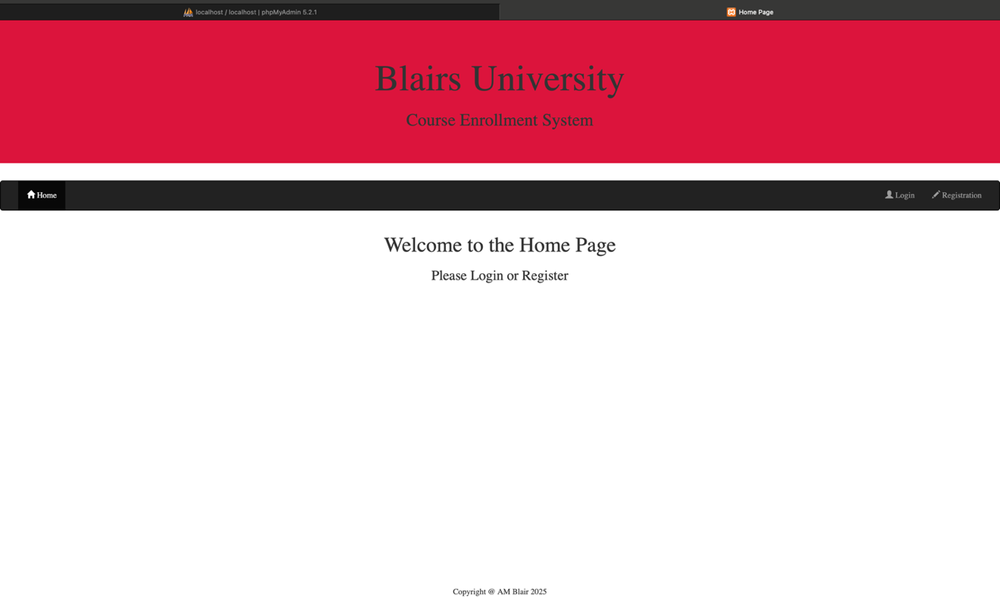 localhost / localhost | phpMyAdmin 5.2.1
Home Page
Blairs University
Course Enrollment System
Home
Login
Registration
Welcome to the Home Page
Please Login or Register
Copyright @ AM Blair 2025